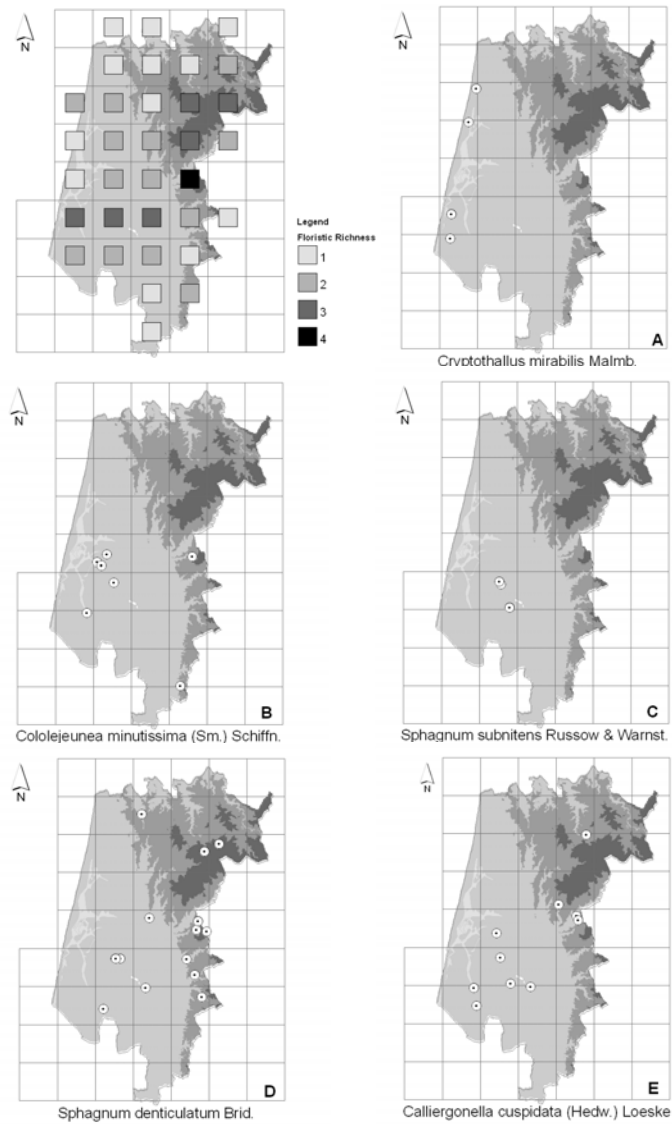 N
N
Legend
Floristic Richness
1
2
3
4
A
Cryptothallus mirabilis Malmb.
N
N
B
C
Cololejeunea minutissima (Sm.) Schiffn.
Sphagnum subnitens Russow & Warnst.
N
N
D
E
Sphagnum denticulatum Brid.
Calliergonella cuspidata (Hedw.) Loeske